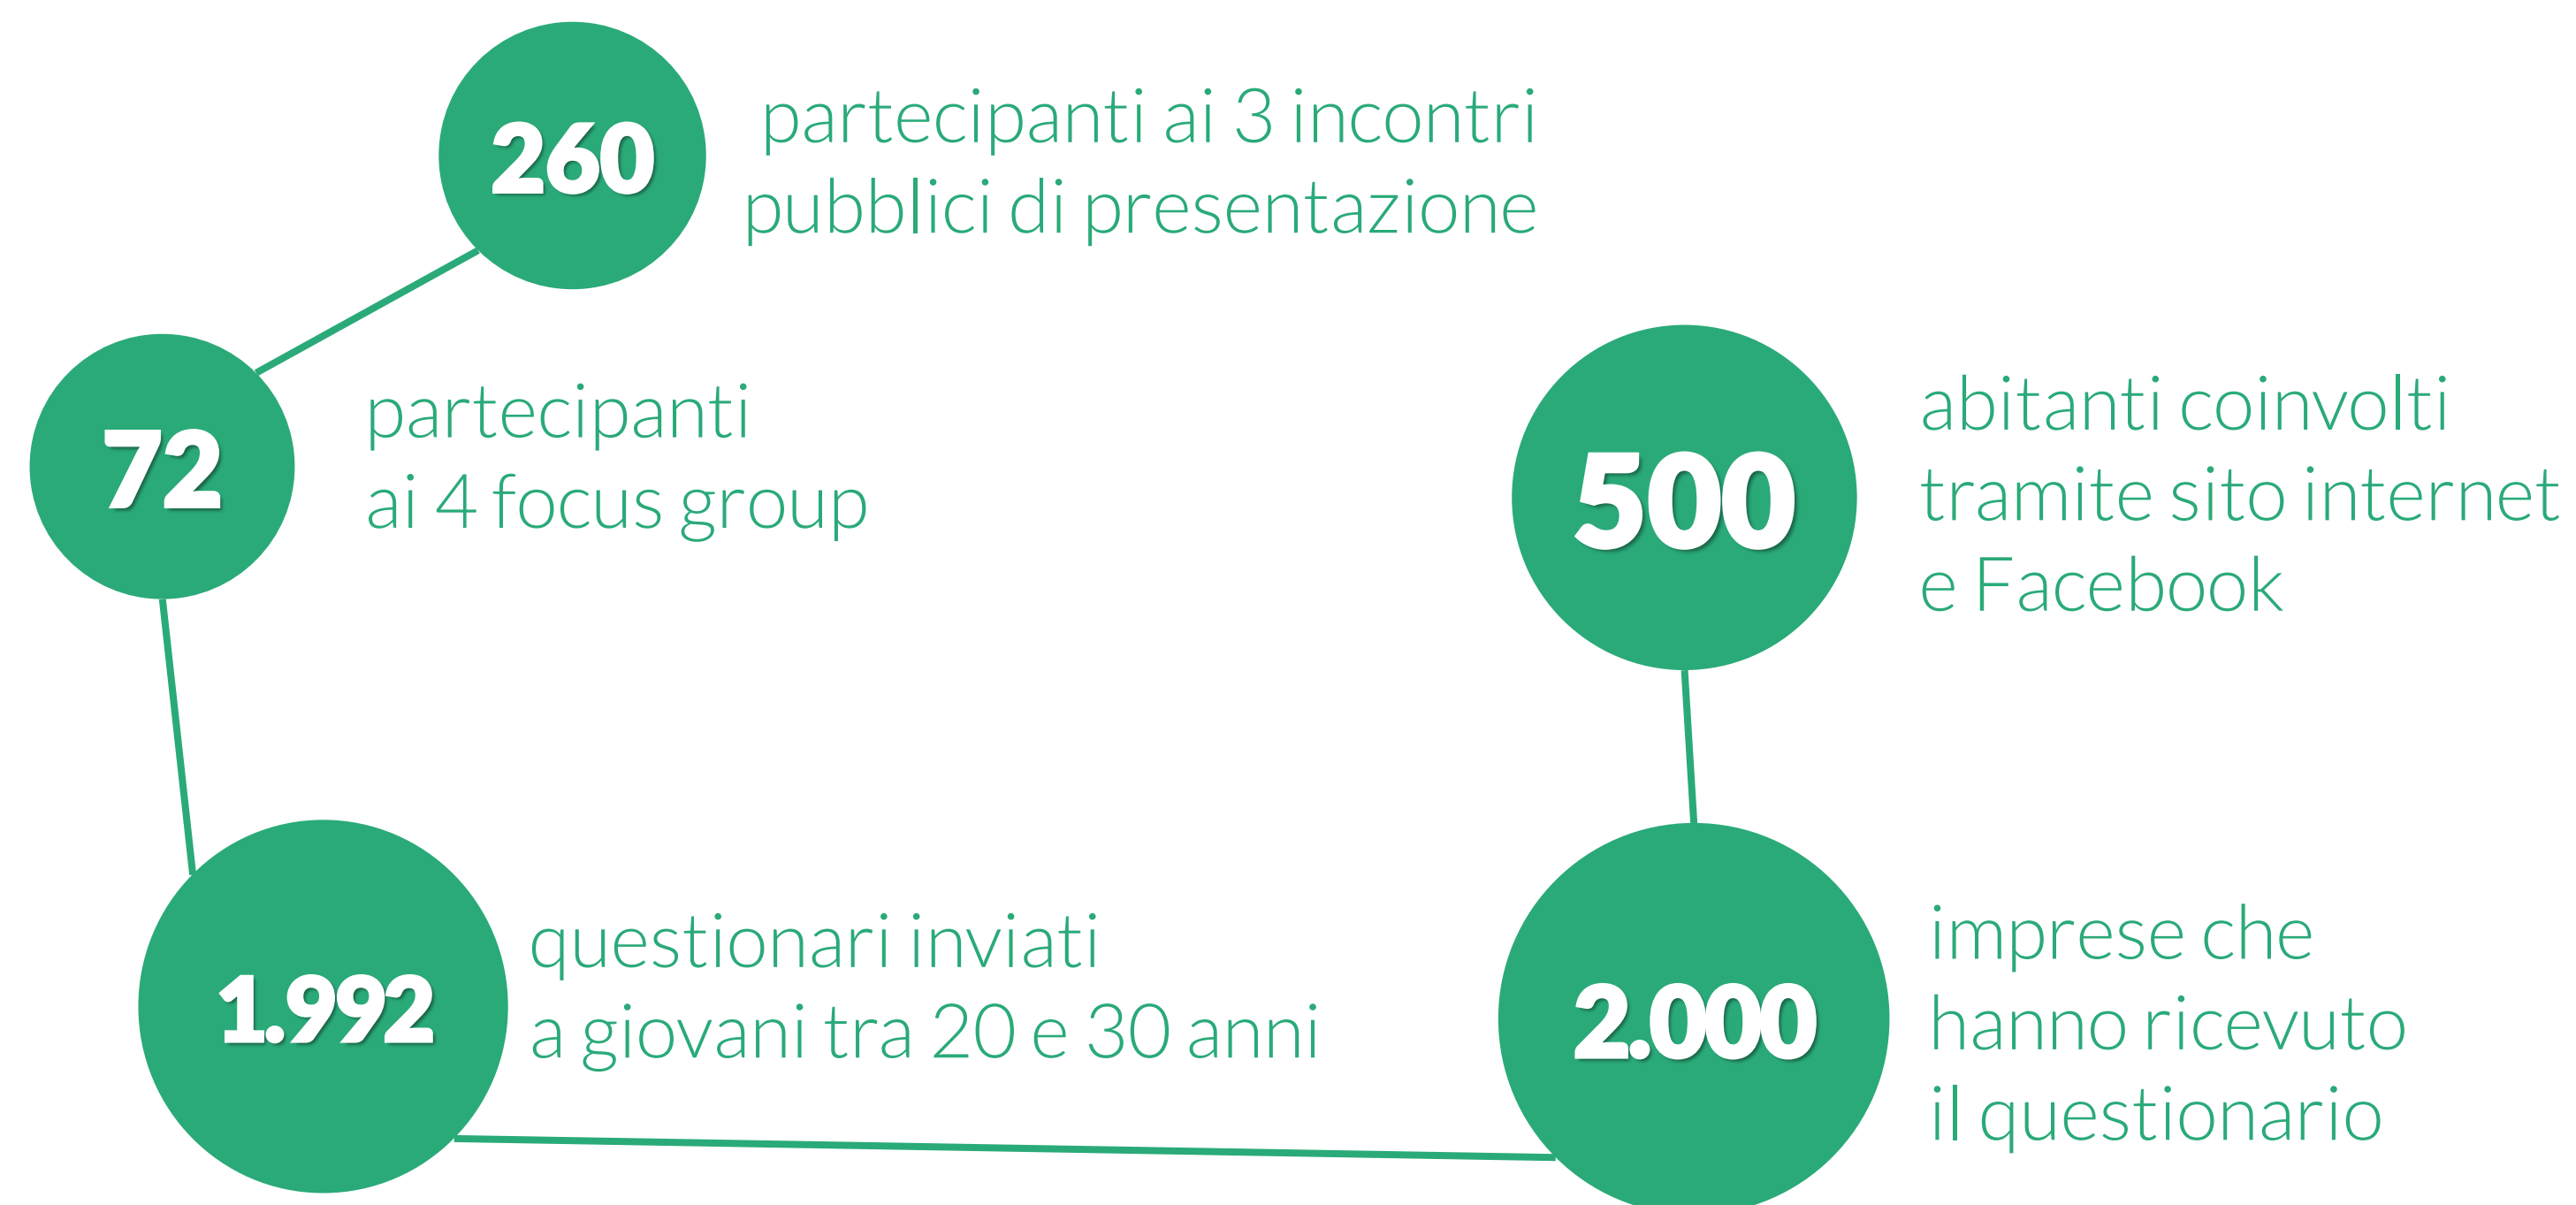 260
partecipanti ai 3 incontri
pubblici di presentazione
72
partecipanti
ai 4 focus group
1.992
questionari inviati
a giovani tra 20 e 30 anni
2.000
imprese che
hanno ricevuto
il questionario
500
abitanti coinvolti
tramite sito internet
e Facebook